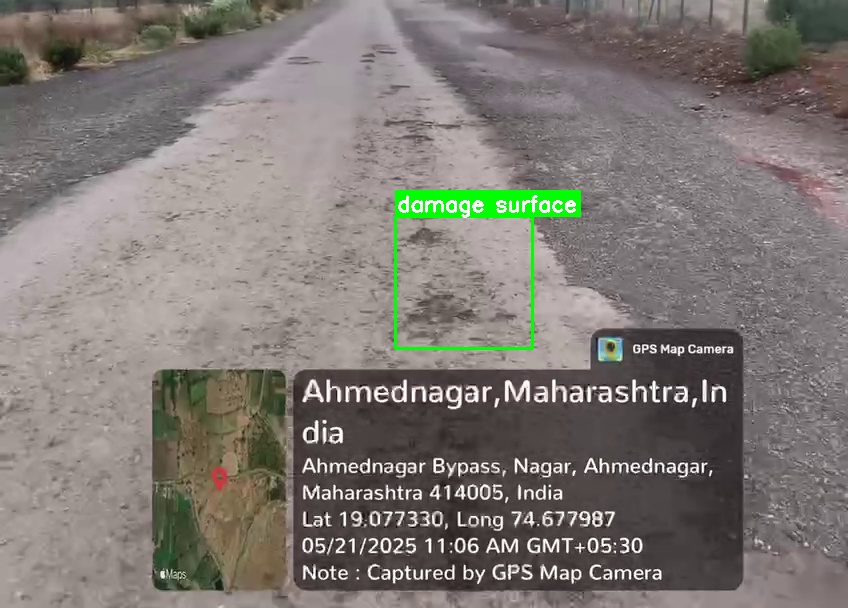 damage surface
GPS Map Camera
Ahmednagar,Maharashtra,In
dia
Ahmednagar Bypass, Nagar, Ahmednagar,
Maharashtra 414005, India
Lat 19.077330, Long 74.677987
05/21/2025 11:06 AM GMT+05:30
Note : Captured by GPS Map Camera
Maps